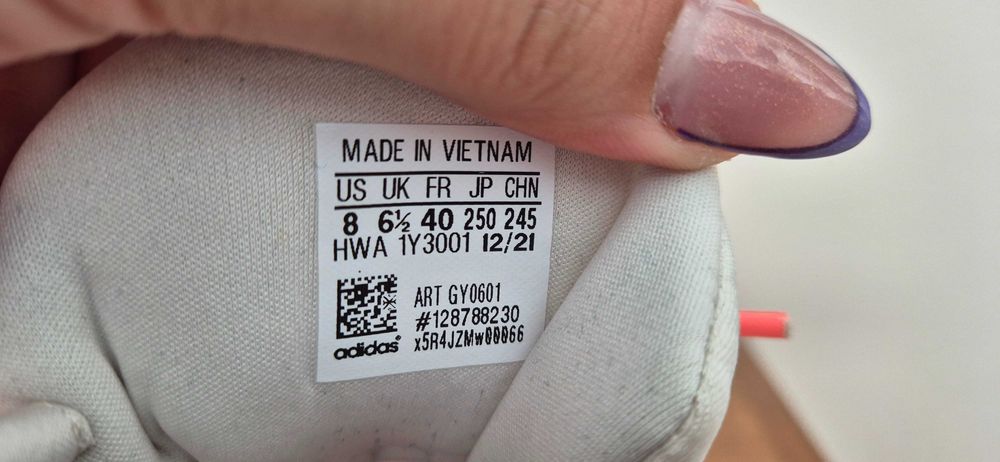 MADE IN VIETNAM
US UK FR JP CHN
8 6½ 40 250 245
HWA 1Y3001 12/21
ART GY0601
#128788230
x5R4JZMw00066
adidas